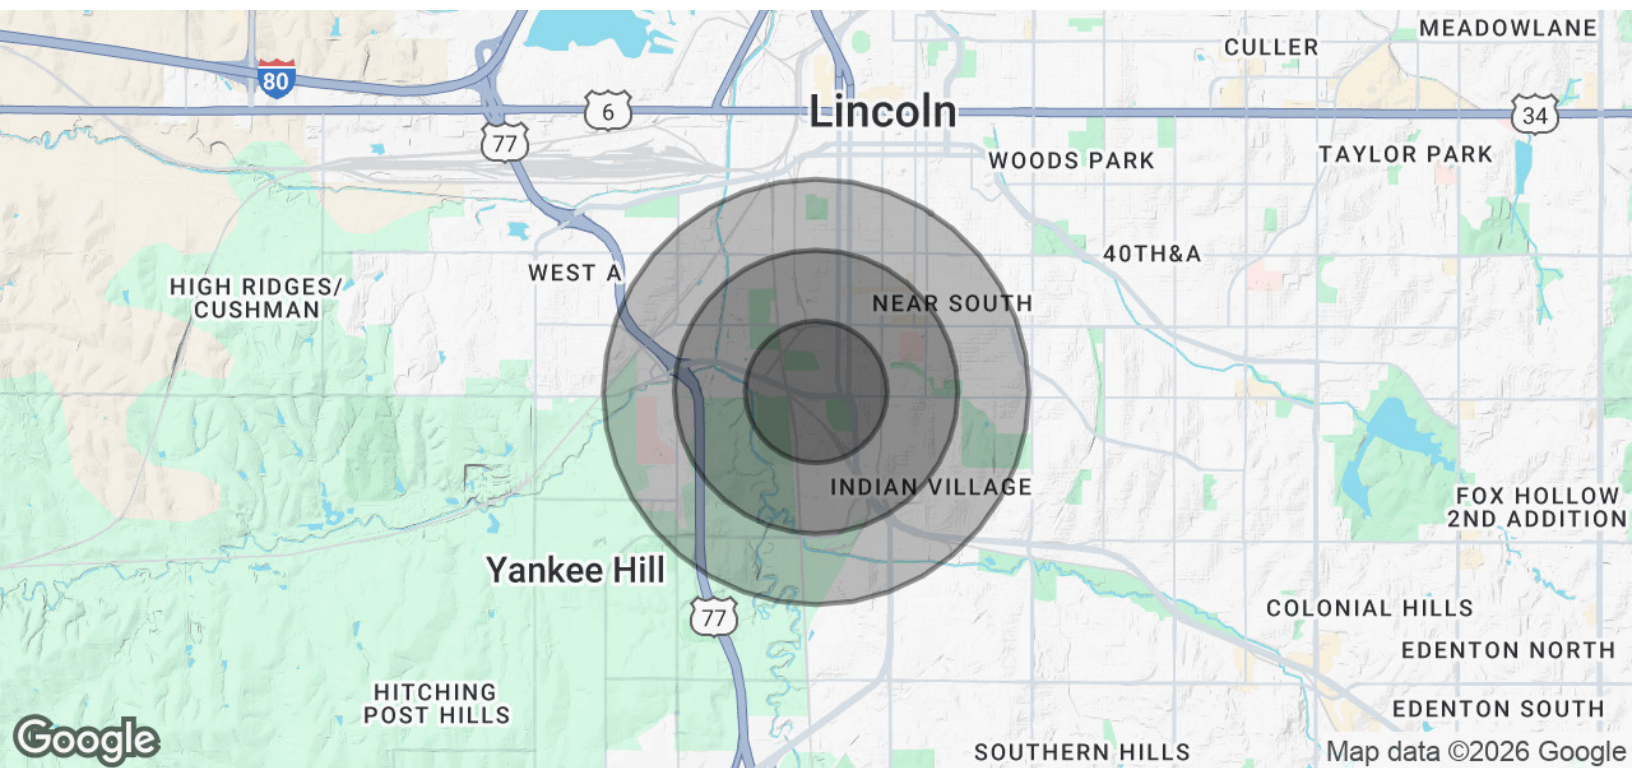 MEADOWLANE
CULLER
80
6
Lincoln
34
77
WOODS PARK
TAYLOR PARK
40TH&A
WEST A
HIGH RIDGES/
CUSHMAN
NEAR SOUTH
INDIAN VILLAGE
FOX HOLLOW
2ND ADDITION
Yankee Hill
77
COLONIAL HILLS
EDENTON NORTH
HITCHING
POST HILLS
EDENTON SOUTH
Google
SOUTHERN HILLS
Map data ©2026 Google